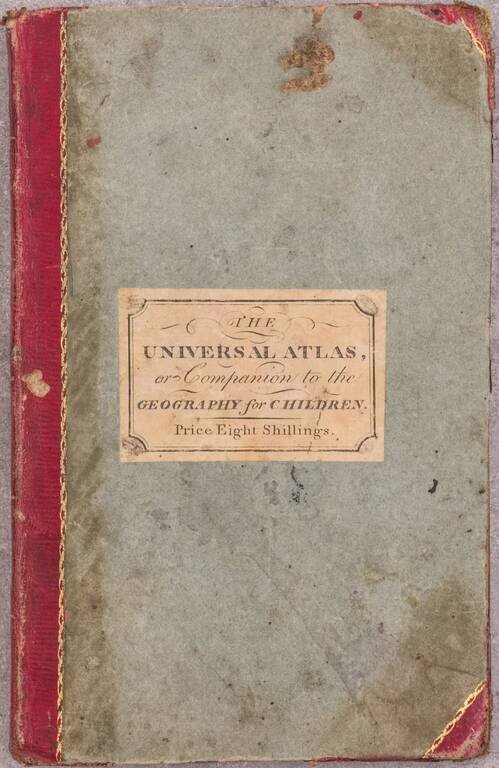 THE
UNIVERSAL ATLAS,
or Companion to the
GEOGRAPHY for CHILDREN.
Price Eight Shillings.